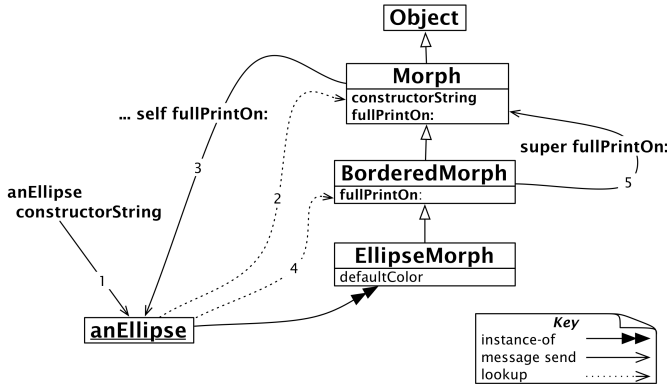 Object
Morph
constructorString
fullPrintOn:
... self fullPrintOn:
super fullPrintOn:
3
2
5
BorderedMorph
fullPrintOn:
anEllipse
constructorString
4
1
EllipseMorph
defaultColor
anEllipse
Key
instance-of
message send
lookup